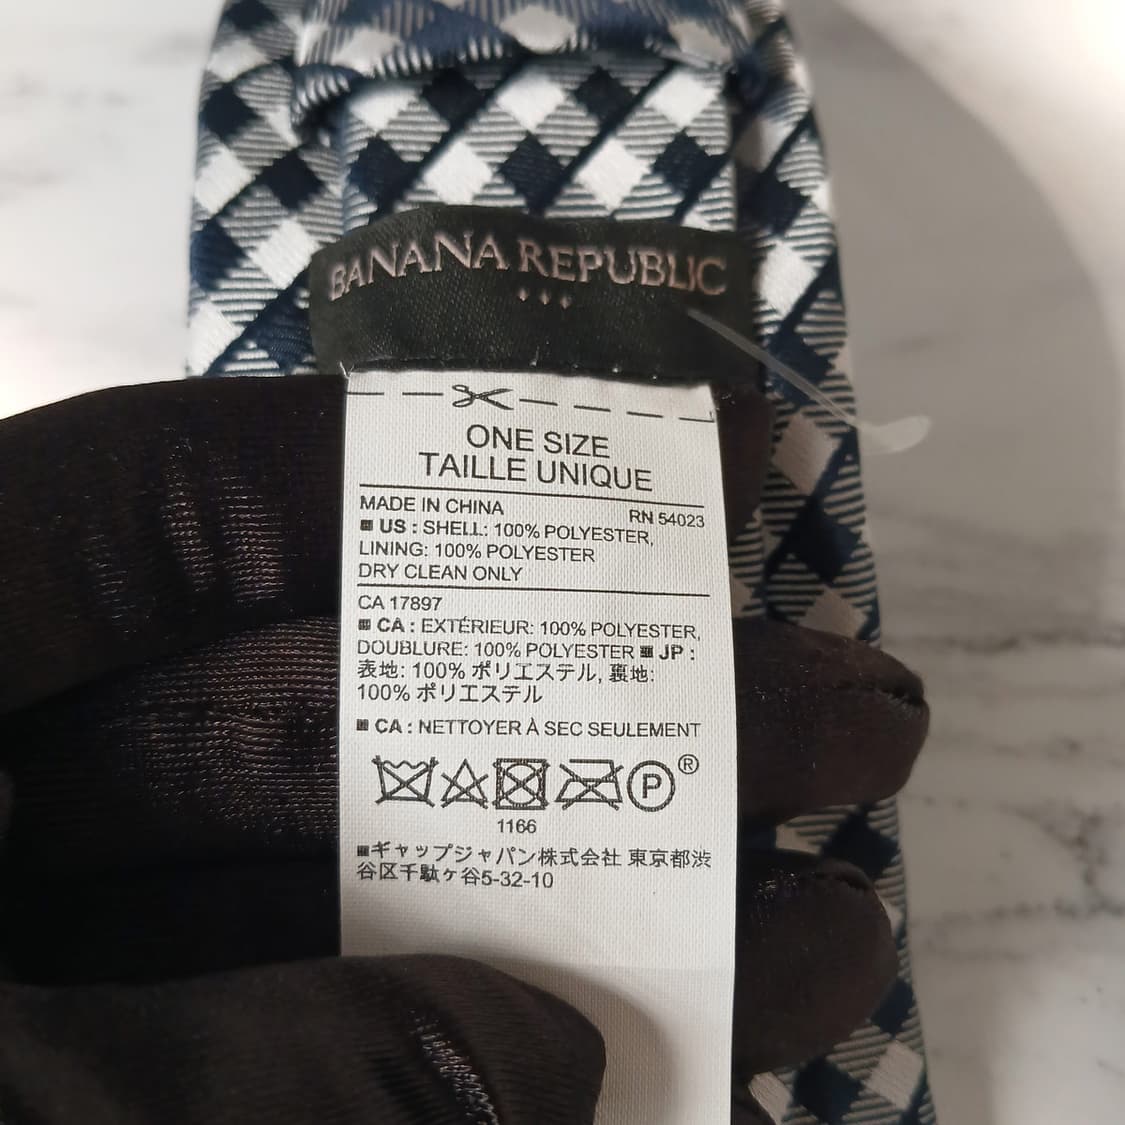 BANANA REPUBLIC
ONE SIZE
TAILLE UNIQUE
MADE IN CHINA
RN 54023
US : SHELL: 100% POLYESTER,
LINING: 100% POLYESTER
DRY CLEAN ONLY
CA 17897
CA : EXTÉRIEUR: 100% POLYESTER,
DOUBLURE: 100% POLYESTER JP :
表地: 100% ポリエステル, 裏地:
100% ポリエステル
CA : NETTOYER À SEC SEULEMENT
P ®
1166
ギャップジャパン株式会社 東京都渋
谷区千駄ヶ谷5-32-10